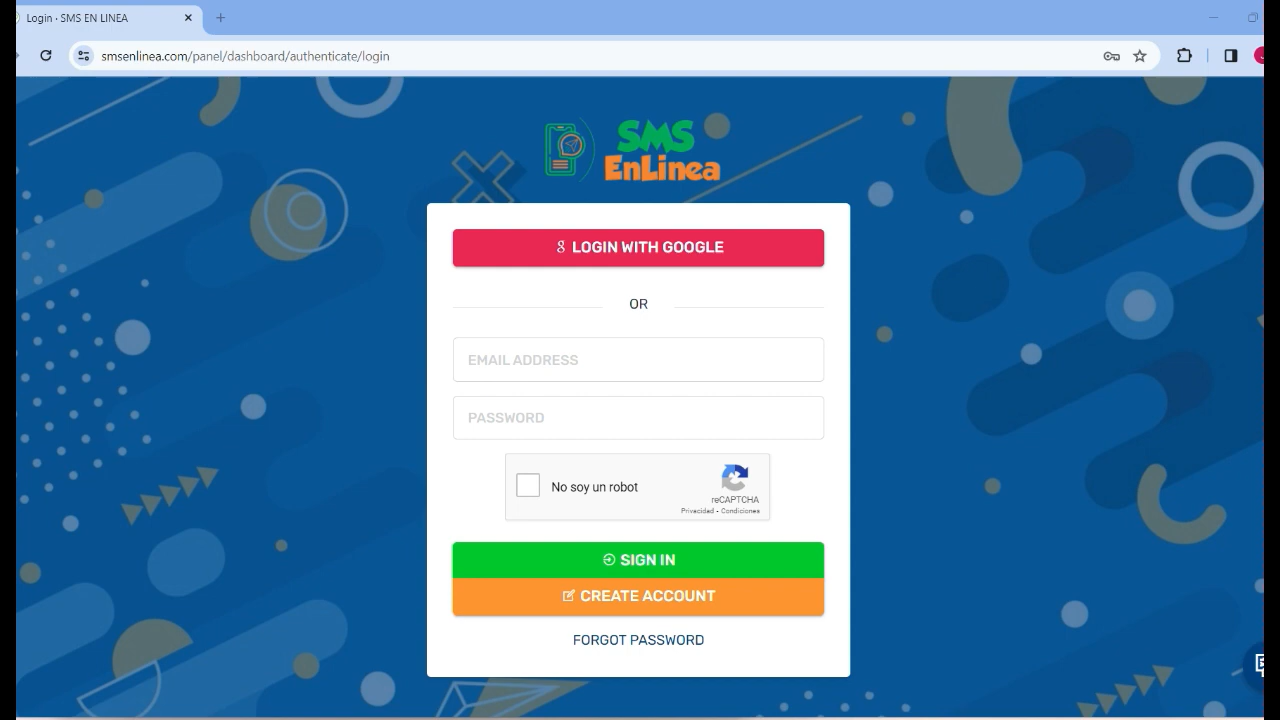 Login · SMS EN LINEA
smsenlinea.com/panel/dashboard/authenticate/login
SMS
EnLinea
LOGIN WITH GOOGLE
OR
EMAIL ADDRESS
PASSWORD
No soy un robot
reCAPTCHA
Privacidad - Condiciones
SIGN IN
CREATE ACCOUNT
FORGOT PASSWORD